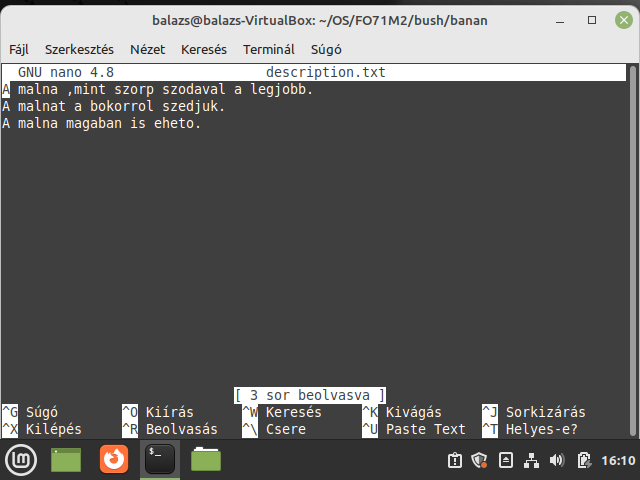 balazs@balazs-VirtualBox: ~/OS/FO71M2/bush/banan
Fájl Szerkesztés Nézet Keresés Terminál Súgó
GNU nano 4.8 description.txt
A malna ,mint szorp szodaval a legjobb.
A malnat a bokorrol szedjuk.
A malna magaban is eheto.
[ 3 sor beolvasva ]
^G Súgó ^O Kiírás ^W Keresés ^K Kivágás ^J Sorkizárás
^X Kilépés ^R Beolvasás ^\ Csere ^U Paste Text ^T Helyes-e?
$_ 16:10